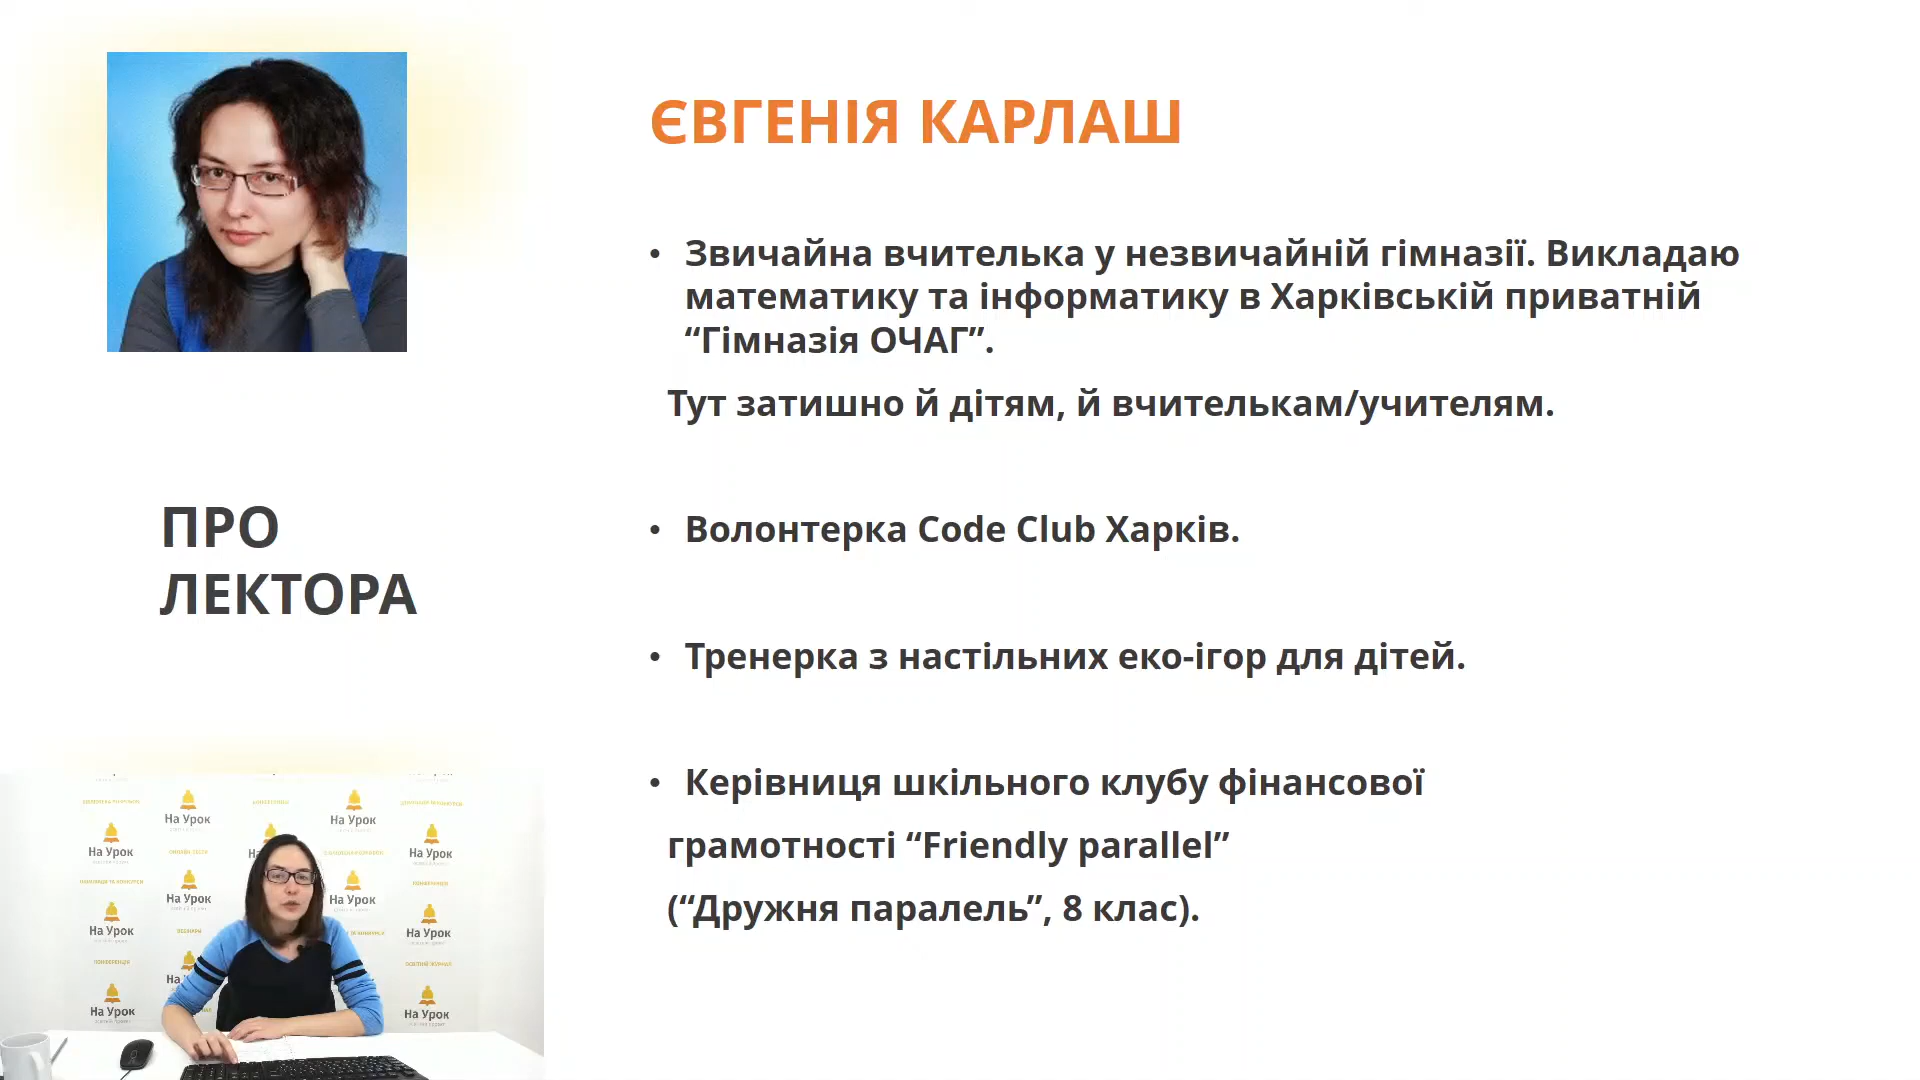 ЄВГЕНІЯ КАРЛАШ
• Звичайна вчителька у незвичайній гімназії. Викладаю
математику та інформатику в Харківській приватній
“Гімназія ОЧАГ”.
Тут затишно й дітям, й вчителькам/учителям.
• Волонтерка Code Club Харків.
• Тренерка з настільних еко-ігор для дітей.
• Керівниця шкільного клубу фінансової
грамотності “Friendly parallel”
(“Дружня паралель”, 8 клас).
ПРО
ЛЕКТОРА
На Урок
На Урок
На Урок
На Урок
На Урок
На Урок
На Урок
На Урок
КОНФЕРЕНЦІЯ
На Урок
На Урок